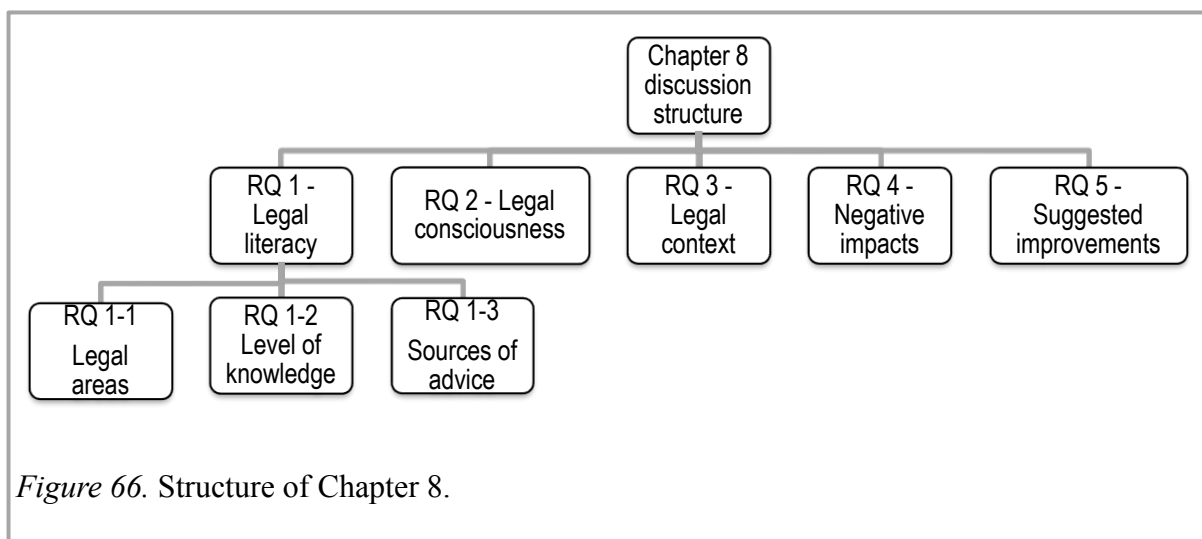 Chapter 8
discussion
structure
RQ 1 -
Legal
literacy
RQ 2 - Legal
consciousness
RQ 3 -
Legal
context
RQ 4 -
Negative
impacts
RQ 5 -
Suggested
improvements
RQ 1-1
Legal
areas
RQ 1-2
Level of
knowledge
RQ 1-3
Sources of
advice
Figure 66. Structure of Chapter 8.